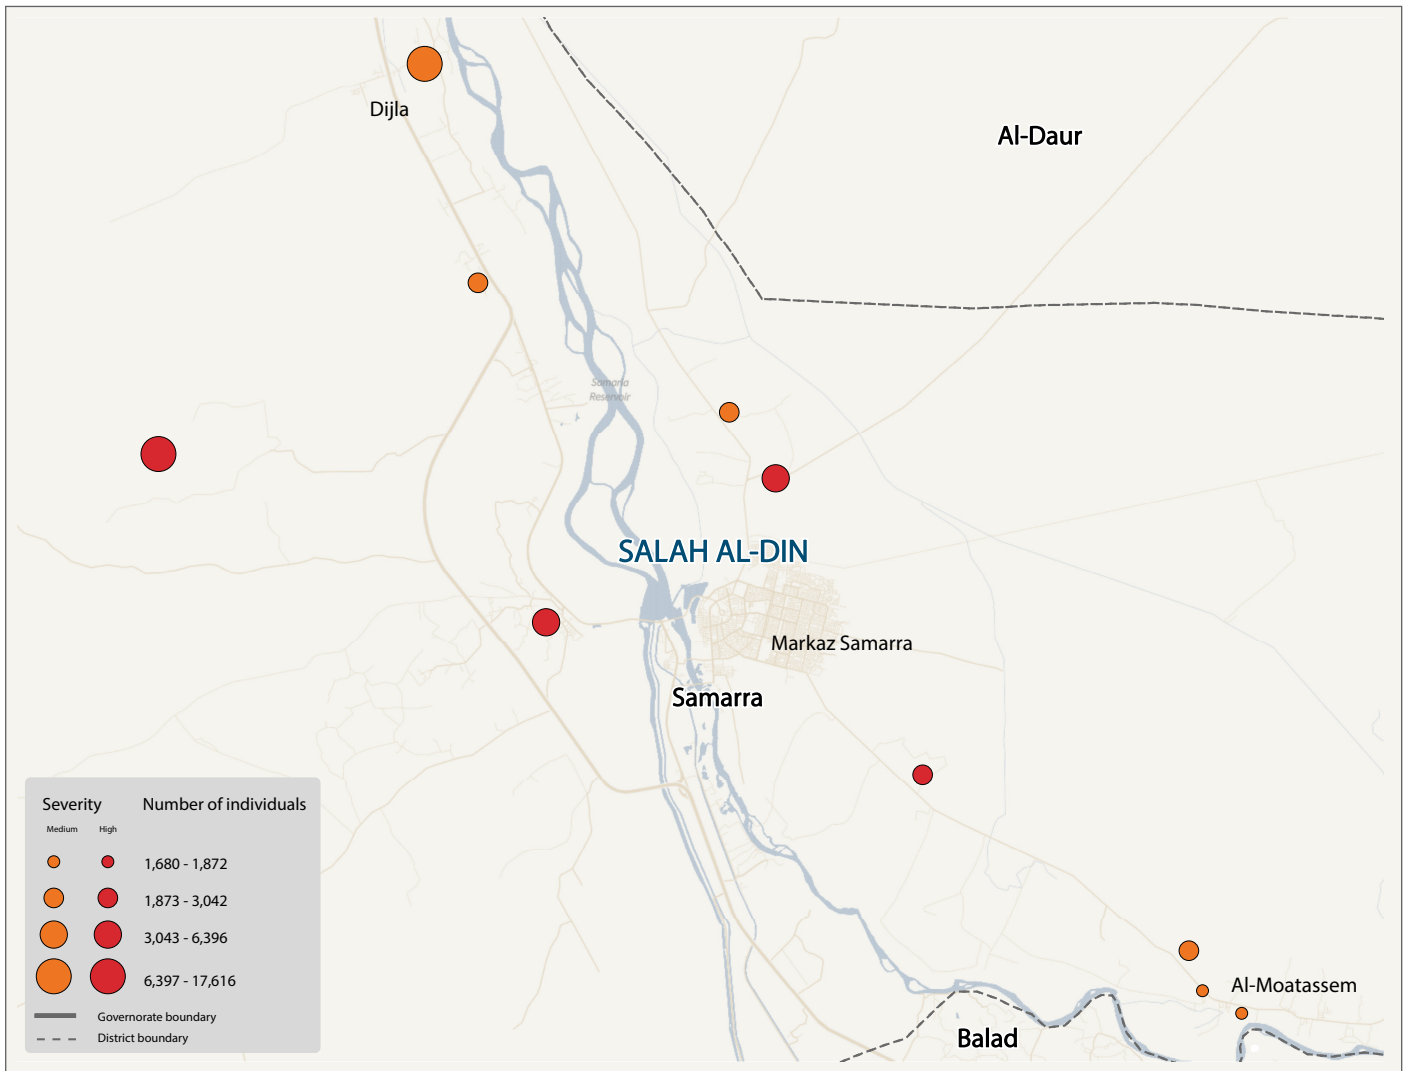 Dijla
Al-Daur
Samarra
Reservoir
SALAH AL-DIN
Markaz Samarra
Samarra
Al-Moatassem
Balad
Severity Number of individuals
Medium High
1,680 - 1,872
1,873 - 3,042
3,043 - 6,396
6,397 - 17,616
Governorate boundary
District boundary